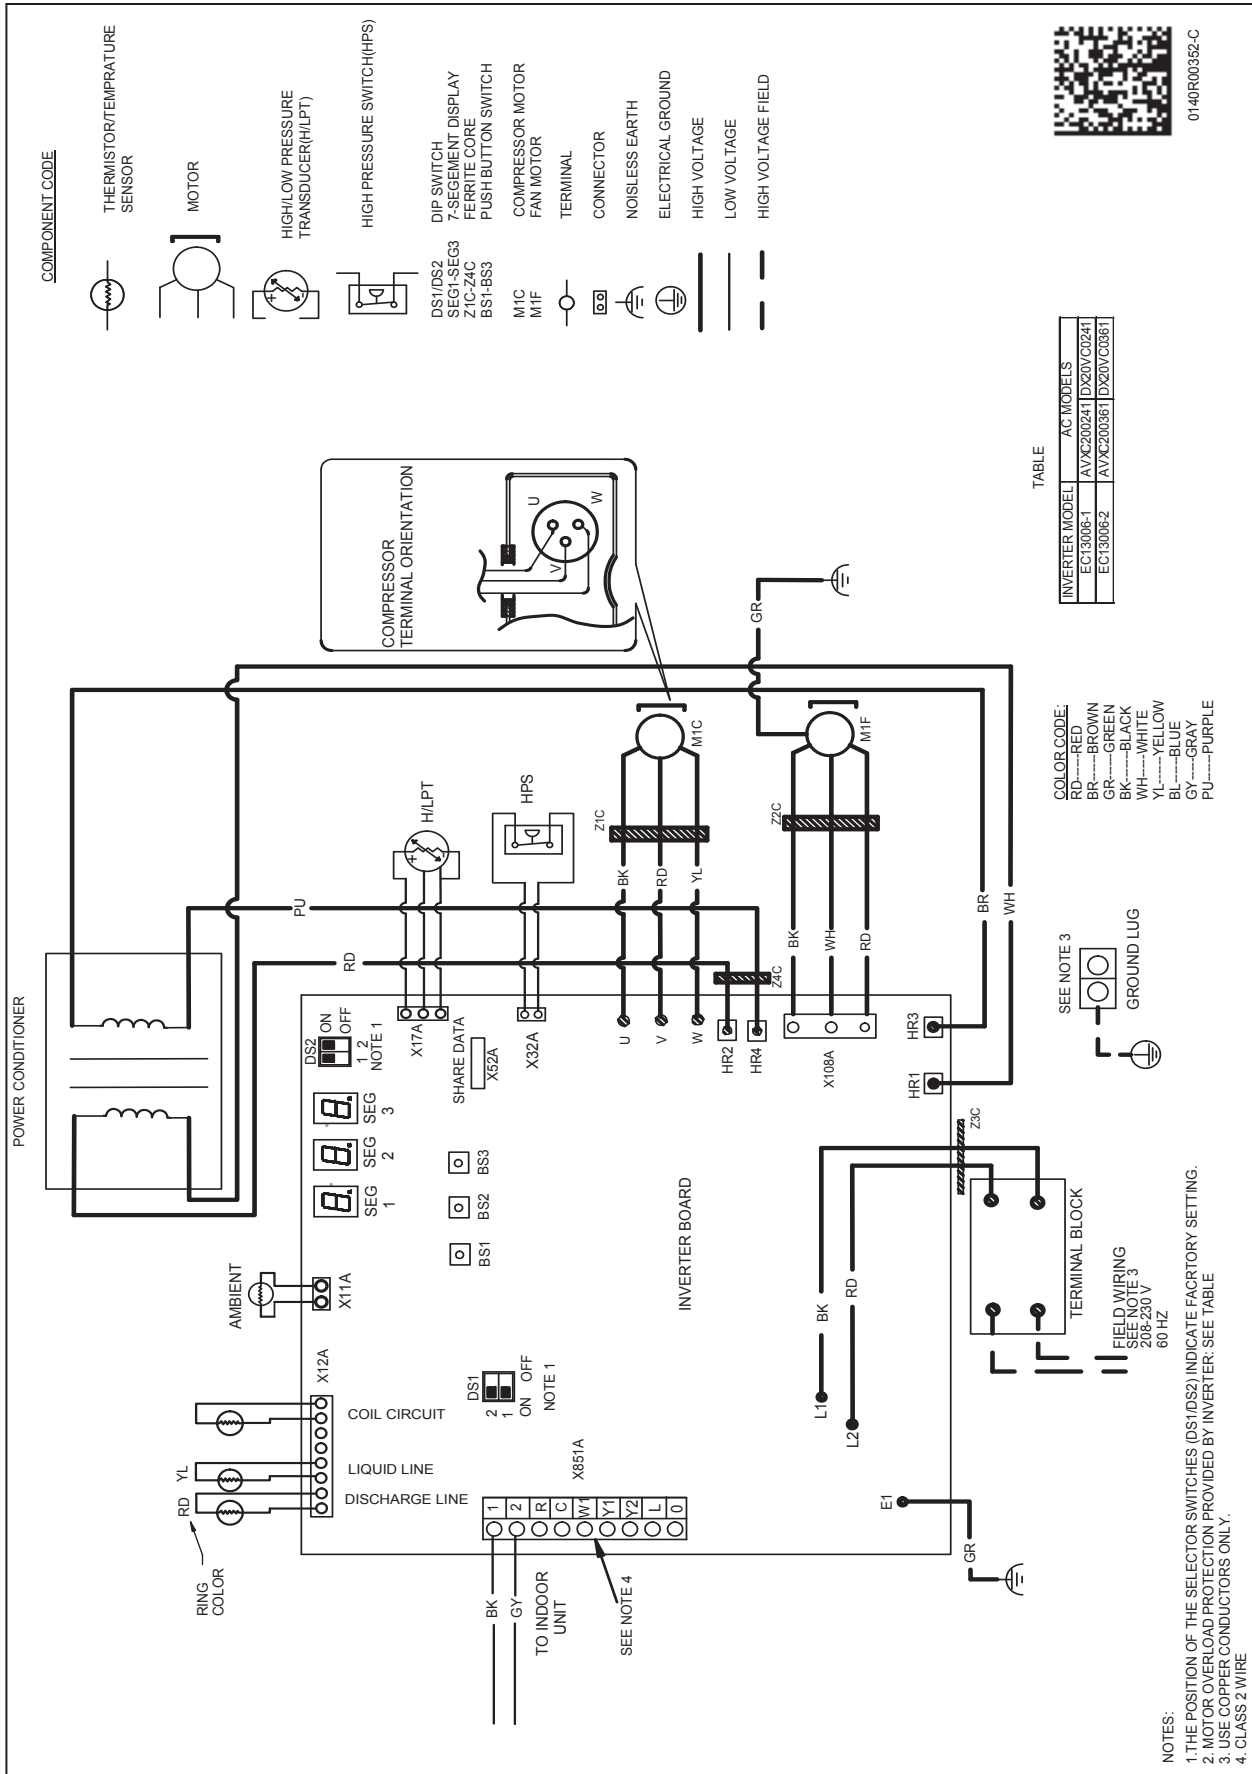 POWER CONDITIONER
COMPONENT CODE
THERMISTOR/TEMPRATURE
SENSOR
MOTOR
HIGH/LOW PRESSURE
TRANSDUCER(H/LPT)
HIGH PRESSURE SWITCH(HPS)
DS1/DS2 DIP SWITCH
SEG1-SEG3 7-SEGEMENT DISPLAY
Z1C-Z4C FERRITE CORE
BS1-BS3 PUSH BUTTON SWITCH
M1C COMPRESSOR MOTOR
M1F FAN MOTOR
TERMINAL
CONNECTOR
NOISLESS EARTH
ELECTRICAL GROUND
HIGH VOLTAGE
LOW VOLTAGE
HIGH VOLTAGE FIELD
0140R00352-C
RING
COLOR
RD
YL
AMBIENT
X12A
X11A
COIL CIRCUIT
LIQUID LINE
DISCHARGE LINE
SEG
1
SEG
2
SEG
3
DS2
ON
OFF
1 2
NOTE 1
X17A
H/LPT
PU
RD
SHARE DATA
X52A
X32A
HPS
BS1
BS2
BS3
DS1
2
1
ON
OFF
NOTE 1
X851A
1
2
R
C
W1
Y1
Y2
L
0
BK
GY
TO INDOOR
UNIT
SEE NOTE 4
INVERTER BOARD
U
V
W
BK
RD
YL
Z1C
M1C
HR2
HR4
Z4C
X108A
BK
WH
RD
Z2C
M1F
GR
COMPRESSOR
TERMINAL ORIENTATION
U
V
W
HR1
HR3
BR
WH
L1
L2
BK
RD
Z3C
E1
GR
TERMINAL BLOCK
FIELD WIRING
SEE NOTE 3
208-230 V
60 HZ
SEE NOTE 3
GROUND LUG
COLOR CODE:
RD-----RED
BR-----BROWN
GR-----GREEN
BK-----BLACK
WH-----WHITE
YL-----YELLOW
BL-----BLUE
GY-----GRAY
PU-----PURPLE
TABLE
INVERTER MODEL AC MODELS
EC13006-1 AVXC200241 DX20VC0241
EC13006-2 AVXC200361 DX20VC0361
NOTES:
1.THE POSITION OF THE SELECTOR SWITCHES (DS1/DS2) INDICATE FACRTORY SETTING.
2. MOTOR OVERLOAD PROTECTION PROVIDED BY INVERTER: SEE TABLE
3. USE COPPER CONDUCTORS ONLY.
4. CLASS 2 WIRE